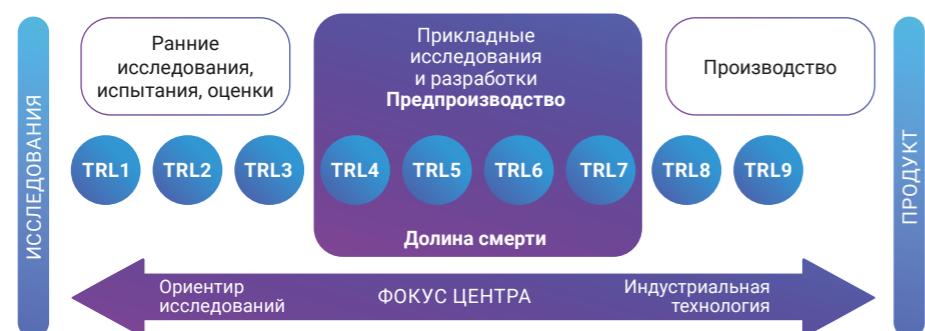 ИССЛЕДОВАНИЯ
Ранние
исследования,
испытания, оценки
Прикладные
исследования
и разработки
Предпроизводство
Производство
TRL1 TRL2 TRL3 TRL4 TRL5 TRL6 TRL7 TRL8 TRL9
Долина смерти
Ориентир
исследований
ФОКУС ЦЕНТРА
Индустриальная
технология
ПРОДУКТ